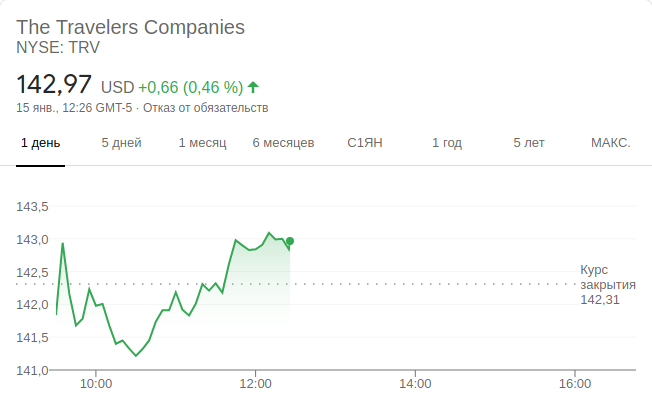 The Travelers Companies
NYSE: TRV
142,97 USD +0,66 (0,46 %)
15 янв., 12:26 GMT-5 · Отказ от обязательств
1 день 5 дней 1 месяц 6 месяцев С1ЯН 1 год 5 лет МАКС.
143,5
143,0
142,5
142,0
141,5
141,0
Курс
закрытия
142,31
10:00 12:00 14:00 16:00